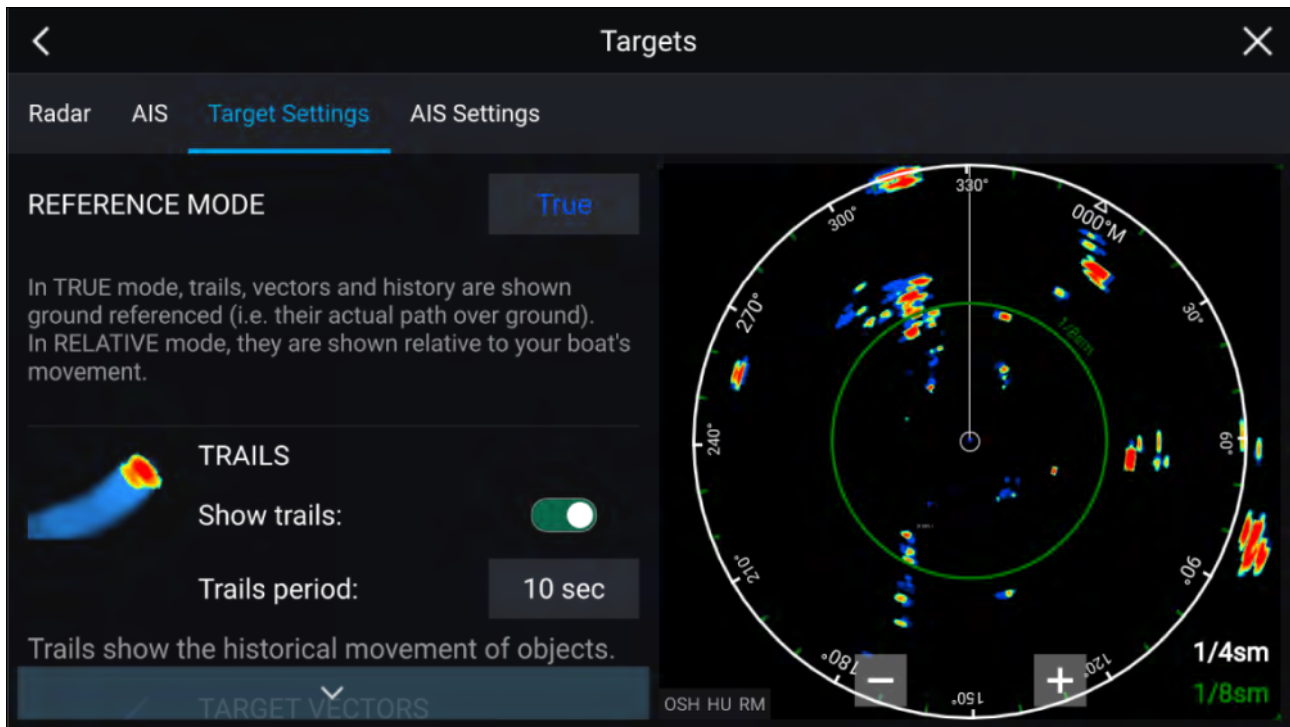 Targets
Radar
AIS
Target Settings
AIS Settings
REFERENCE MODE
True
In TRUE mode, trails, vectors and history are shown
ground referenced (i.e. their actual path over ground).
In RELATIVE mode, they are shown relative to your boat's
movement.
TRAILS
Show trails:
Trails period:
10 sec
Trails show the historical movement of objects.
TARGET VECTORS
330°
000°M
30°
60°
90°
120°
150°
180°
210°
240°
270°
300°
1/8sm
OSH HU RM
1/4sm
1/8sm